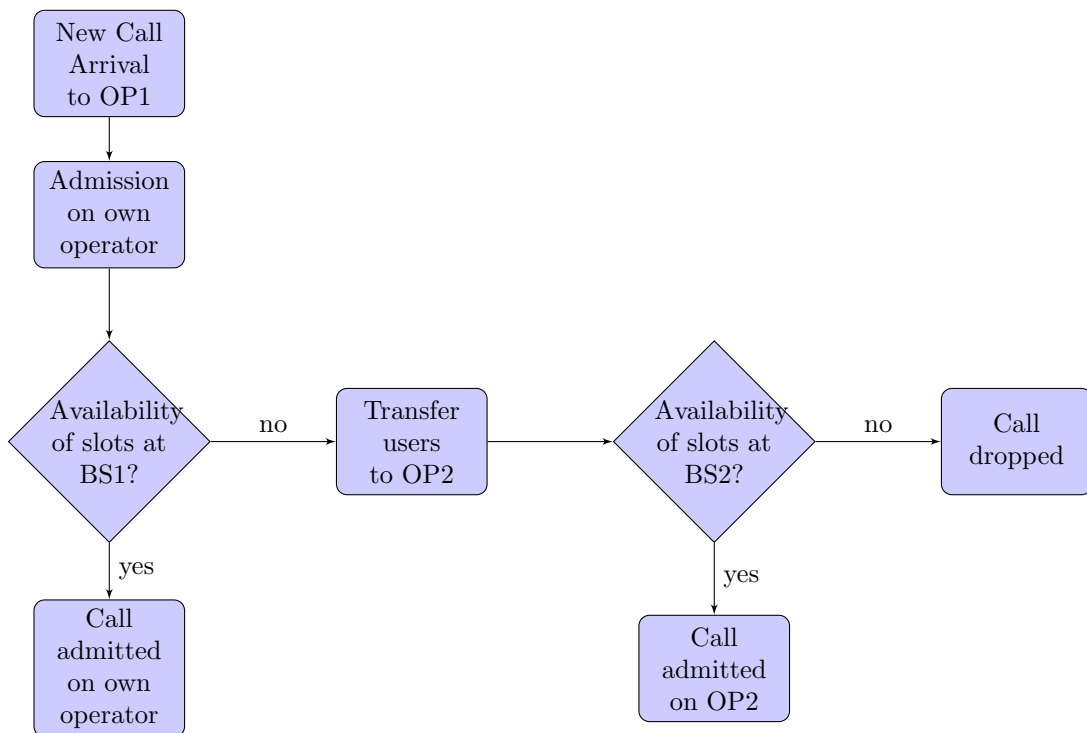 New Call
Arrival
to OP1
Admission
on own
operator
Availability
of slots at
BS1?
no
Transfer
users
to OP2
Availability
of slots at
BS2?
no
Call
dropped
yes
Call
admitted
on own
operator
yes
Call
admitted
on OP2